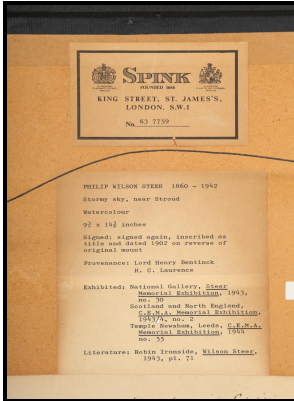 SPINK
FOUNDED 1666
KING STREET, ST. JAMES'S,
LONDON. S.W.1
No. K3 7759
PHILIP WILSON STEER 1860 - 1942
Stormy sky, near Stroud
Watercolour
9¾ x 14½ inches
Signed; signed again, inscribed as
title and dated 1902 on reverse of
original mount
Provenance: Lord Henry Bentinck
H. C. Laurence
Exhibited: National Gallery, Steer
Memorial Exhibition, 1943,
no. 30
Scotland and North England,
C.E.M.A. Memorial Exhibition,
1943/4, no. 2
Temple Newsham, Leeds, C.E.M.A.
Memorial Exhibition, 1944
no. 55
Literature: Robin Ironside, Wilson Steer,
1943, pl. 71